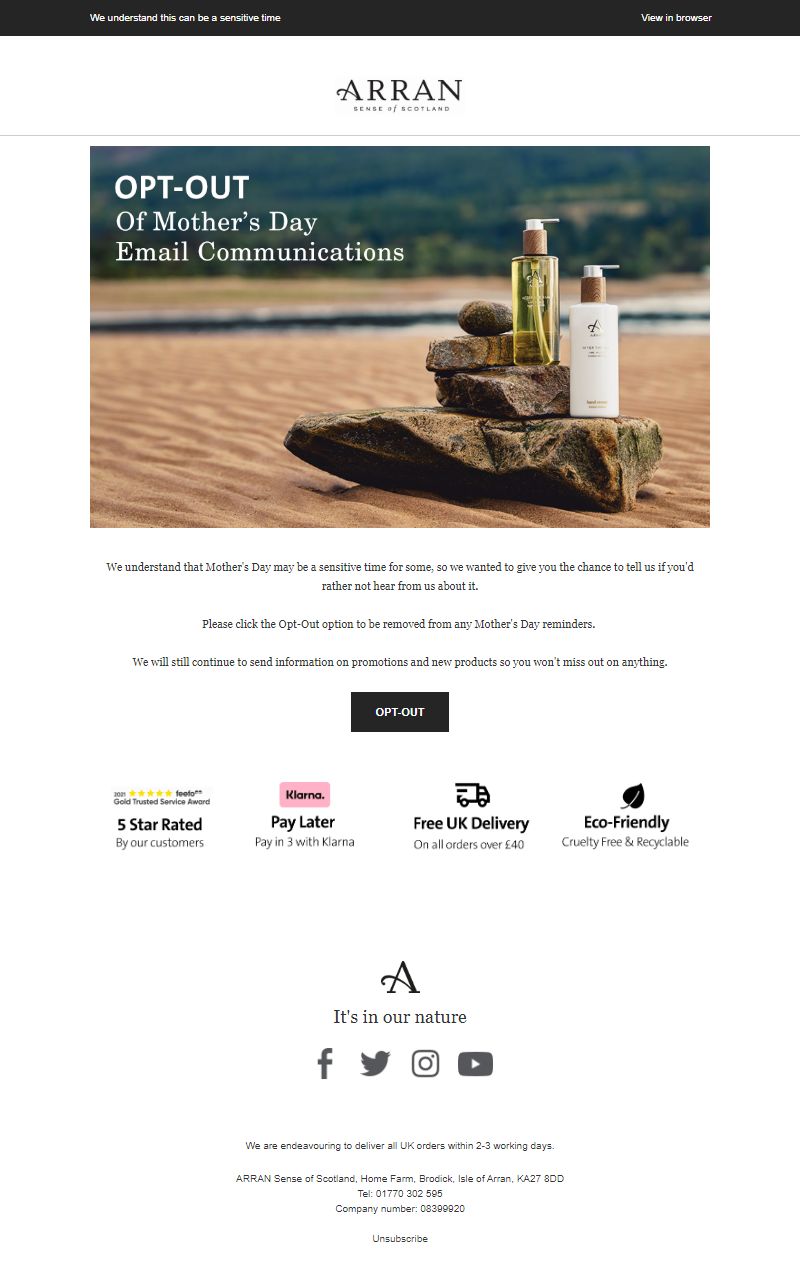 We understand this can be a sensitive time
View in browser
ARRAN
SENSE of SCOTLAND
OPT-OUT
Of Mother's Day
Email Communications
We understand that Mother's Day may be a sensitive time for some, so we wanted to give you the chance to tell us if you'd
rather not hear from us about it.
Please click the Opt-Out option to be removed from any Mother's Day reminders.
We will still continue to send information on promotions and new products so you won't miss out on anything.
OPT-OUT
2021 feefo
Gold Trusted Service Award
5 Star Rated
By our customers
Klarna.
Pay Later
Pay in 3 with Klarna
Free UK Delivery
On all orders over £40
Eco-Friendly
Cruelty Free & Recyclable
A
It's in our nature
We are endeavouring to deliver all UK orders within 2-3 working days.
ARRAN Sense of Scotland, Home Farm, Brodick, Isle of Arran, KA27 8DD
Tel: 01770 302 595
Company number: 08399920
Unsubscribe